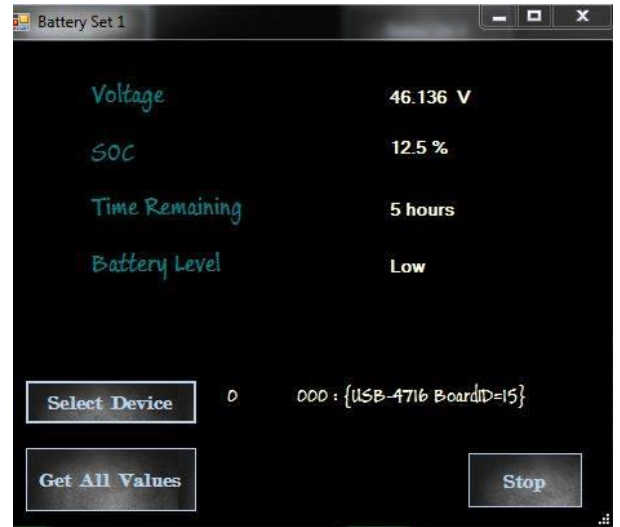 Battery Set 1
Voltage 46.136 V
SOC 12.5 %
Time Remaining 5 hours
Battery Level Low
Select Device 0 000 : {USB-4716 BoardID=15}
Get All Values Stop